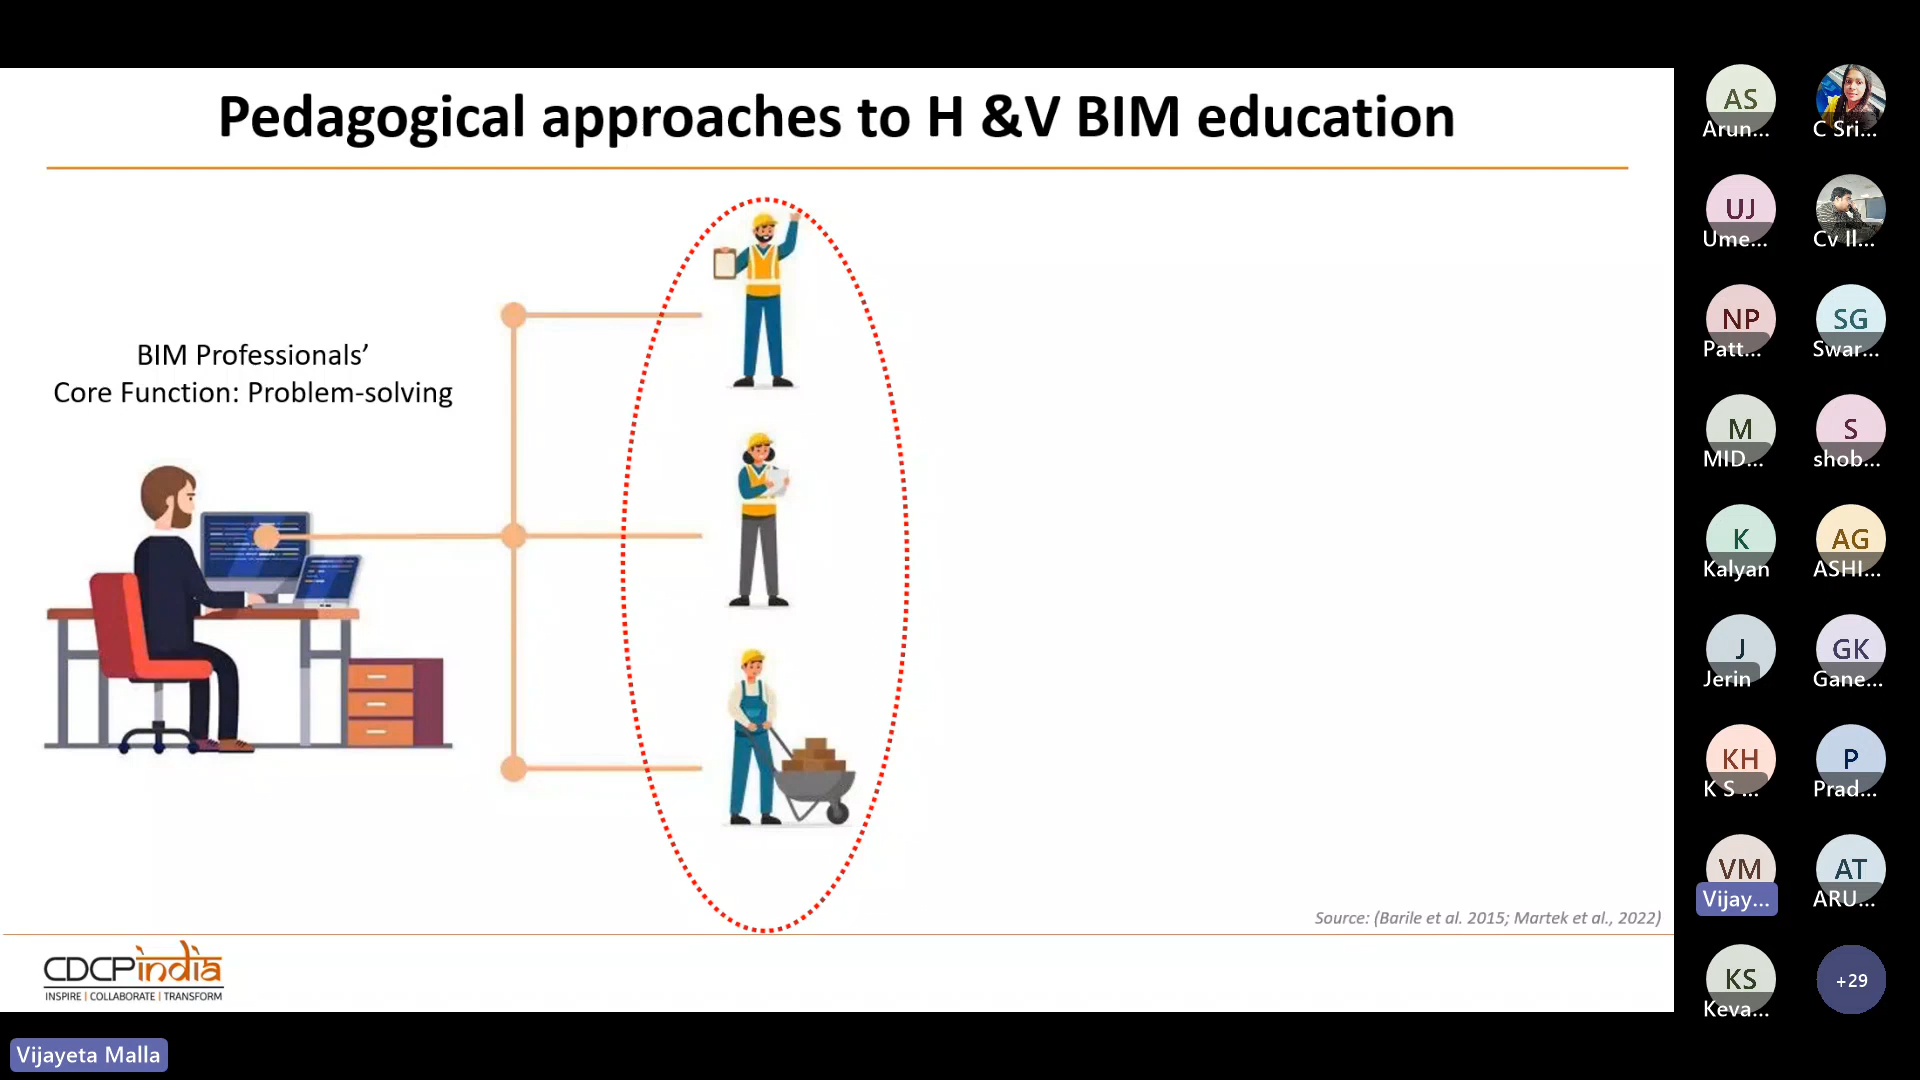 Pedagogical approaches to H &V BIM education
BIM Professionals’
Core Function: Problem-solving
Source: (Barile et al. 2015; Martek et al., 2022)
CDCPindia
INSPIRE | COLLABORATE | TRANSFORM
Vijayeta Malla
AS
Arun...
C Sri...
UJ
Ume...
Cv Il...
NP
Patt...
SG
Swar...
M
MID...
S
shob...
K
Kalyan
AG
ASHI...
J
Jerin
GK
Gane...
KH
K S ...
P
Prad...
VM
Vijay...
AT
ARU...
KS
Keva...
+29